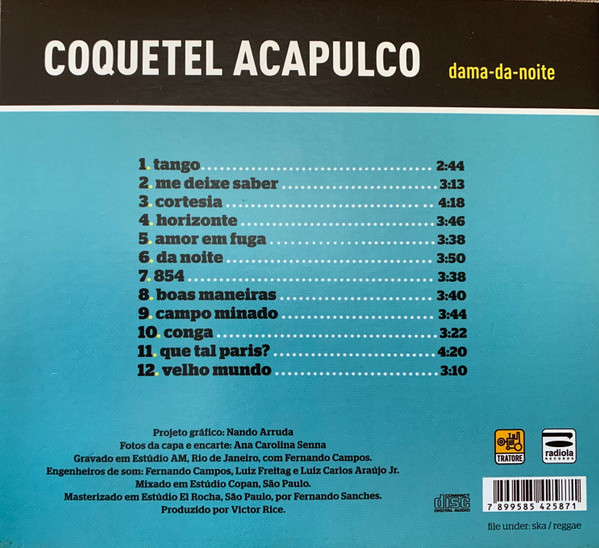 COQUETEL ACAPULCO dama-da-noite
1. tango 2:44
2. me deixe saber 3:13
3. cortesia 4:18
4. horizonte 3:46
5. amor em fuga 3:38
6. da noite 3:50
7. 854 3:38
8. boas maneiras 3:40
9. campo minado 3:44
10. conga 3:22
11. que tal paris? 4:20
12. velho mundo 3:10
Projeto gráfico: Nando Arruda
Fotos da capa e encarte: Ana Carolina Senna
Gravado em Estúdio AM, Rio de Janeiro, com Fernando Campos.
Engenheiros de som: Fernando Campos, Luiz Freitag e Luiz Carlos Araújo Jr.
Mixado em Estúdio Copan, São Paulo.
Masterizado em Estúdio El Rocha, São Paulo, por Fernando Sanches.
Produzido por Victor Rice.
COMPACT
disc
DIGITAL AUDIO
TRATORE
radiola
RECORDS
7 899585 425871
file under: ska / reggae